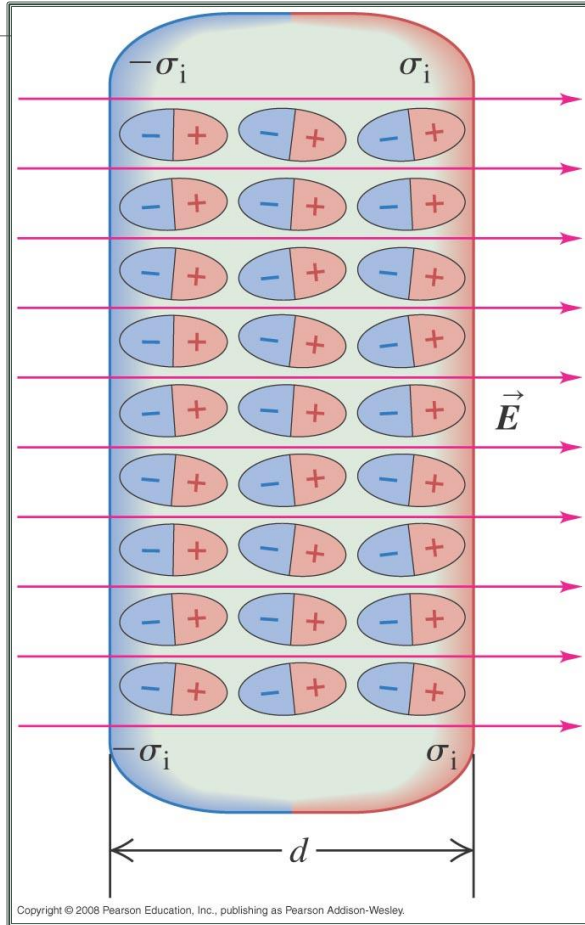 −σi σi
− + − + − +
− + − + − +
− + − + − +
− + − + − +
− + − + − +
E
− + − + − +
− + − + − +
− + − + − +
− + − + − +
−σi σi
d
Copyright © 2008 Pearson Education, Inc., publishing as Pearson Addison-Wesley.